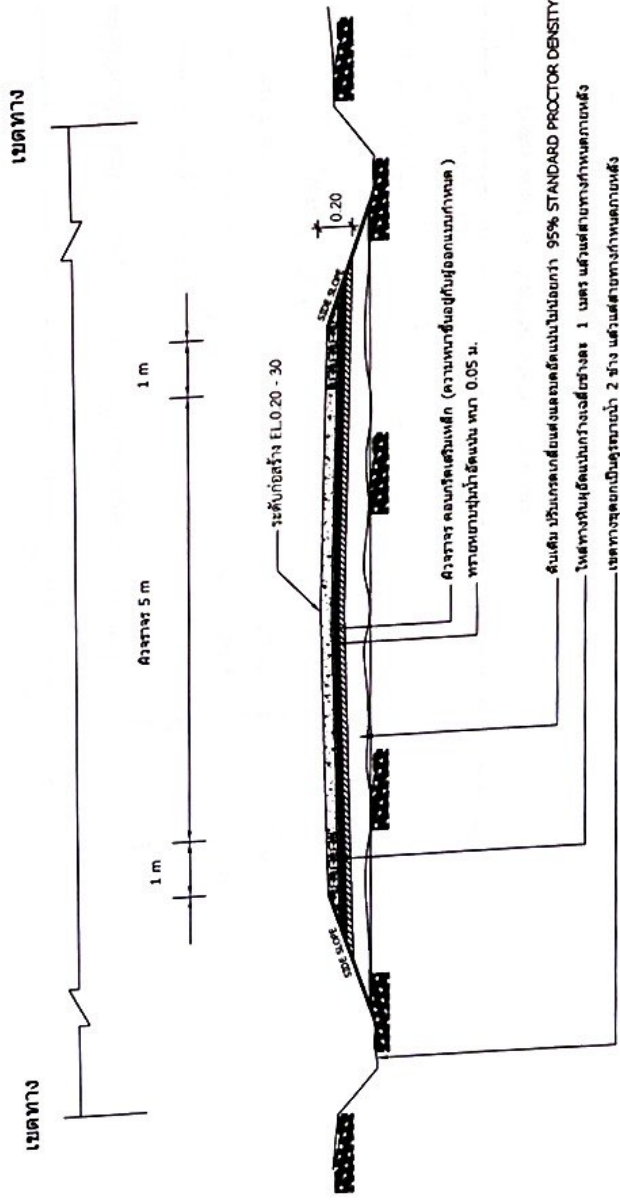 เขตทาง
เขตทาง
1 m
ผิวจราจร 5 m
1 m
ระดับก่อสร้าง EL.0.20 - 30
SIDE SLOPE
SIDE SLOPE
0.20
ผิวจราจร คอนกรีตเสริมเหล็ก (ความหนาขึ้นอยู่กับผู้ออกแบบกำหนด )
ทรายหยาบชุ่มน้ำอัดแน่น หนา 0.05 ม.
คันเดิม ปรับเกรดเกลี่ยแต่งและบดอัดแน่นไม่น้อยกว่า 95% STANDARD PROCTOR DENSITY
ไหล่ทางหินผุอัดแน่นกว้างเฉลี่ยข้างละ 1 เมตร แล้วแต่สายทางกำหนดภายหลัง
เขตทางขุดยกเป็นคูระบายน้ำ 2 ข้าง แล้วแต่สายทางกำหนดภายหลัง